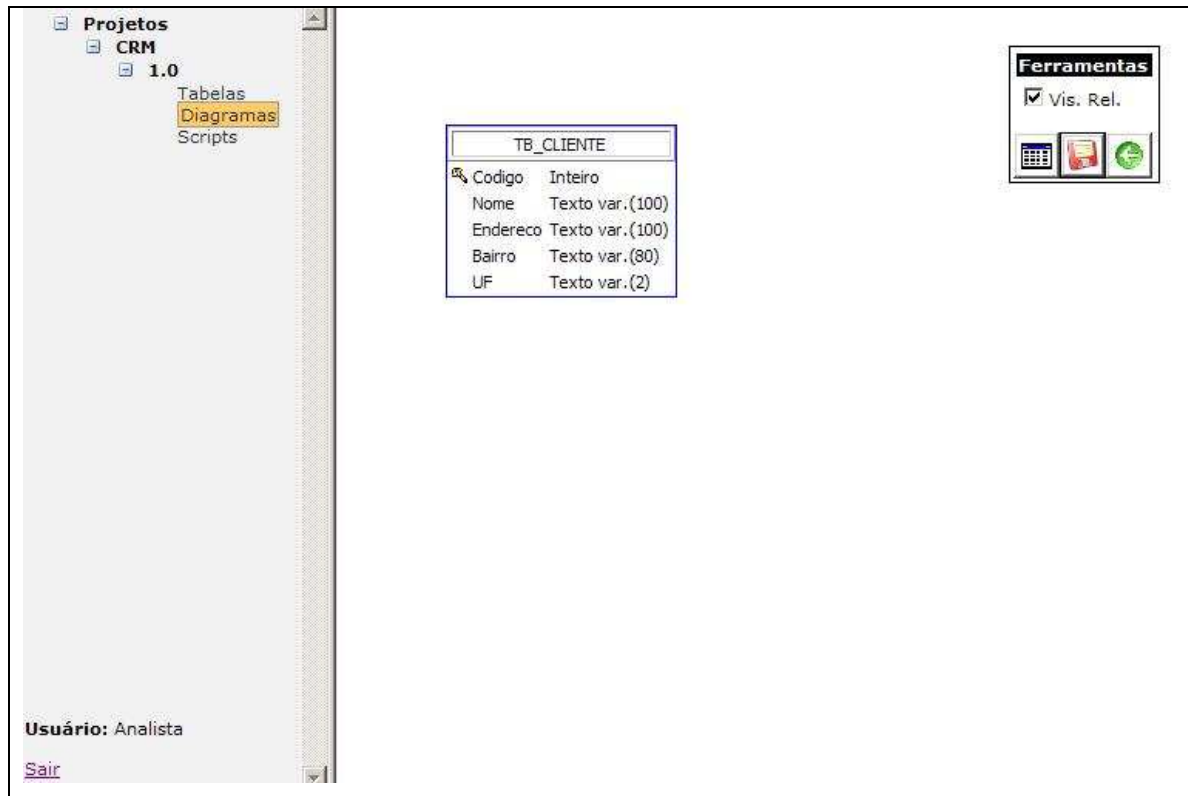 Projetos
CRM
1.0
Tabelas
Diagramas
Scripts
Usuário: Analista
Sair
TB_CLIENTE
Codigo Inteiro
Nome Texto var.(100)
Endereco Texto var.(100)
Bairro Texto var.(80)
UF Texto var.(2)
Ferramentas
Vis. Rel.